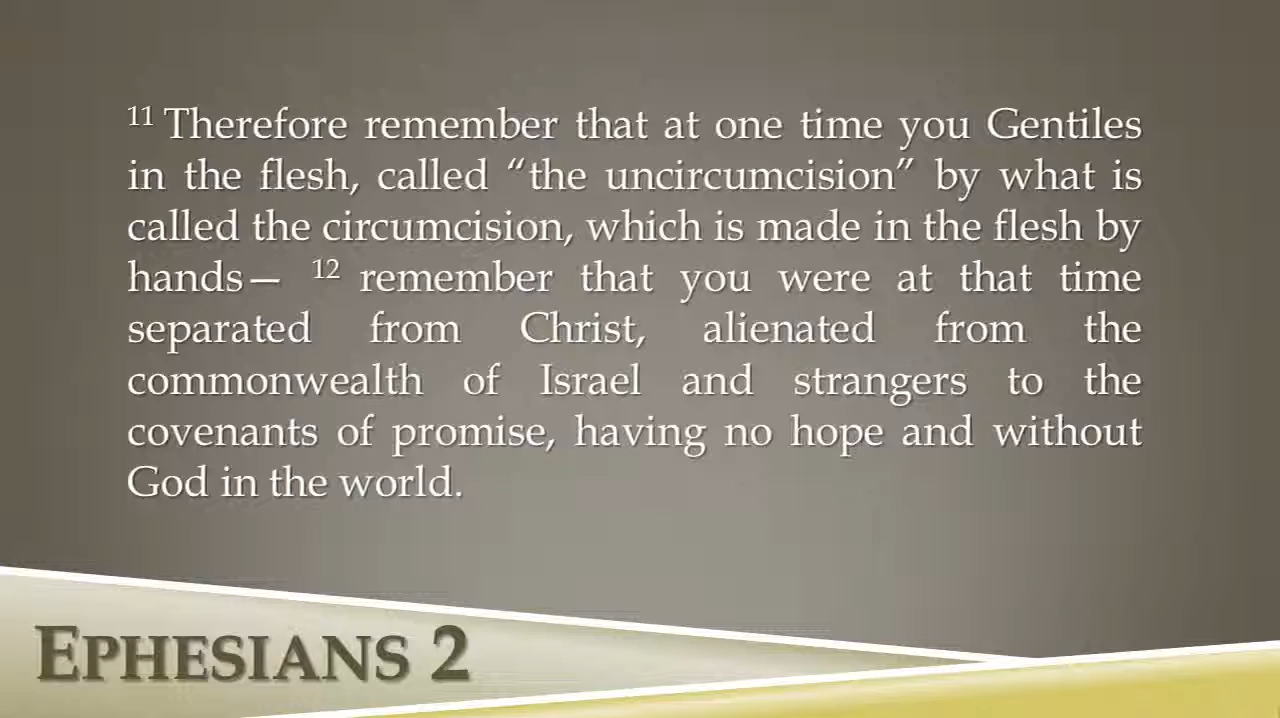 11 Therefore remember that at one time you Gentiles
in the flesh, called “the uncircumcision” by what is
called the circumcision, which is made in the flesh by
hands— 12 remember that you were at that time
separated from Christ, alienated from the
commonwealth of Israel and strangers to the
covenants of promise, having no hope and without
God in the world.
EPHESIANS 2